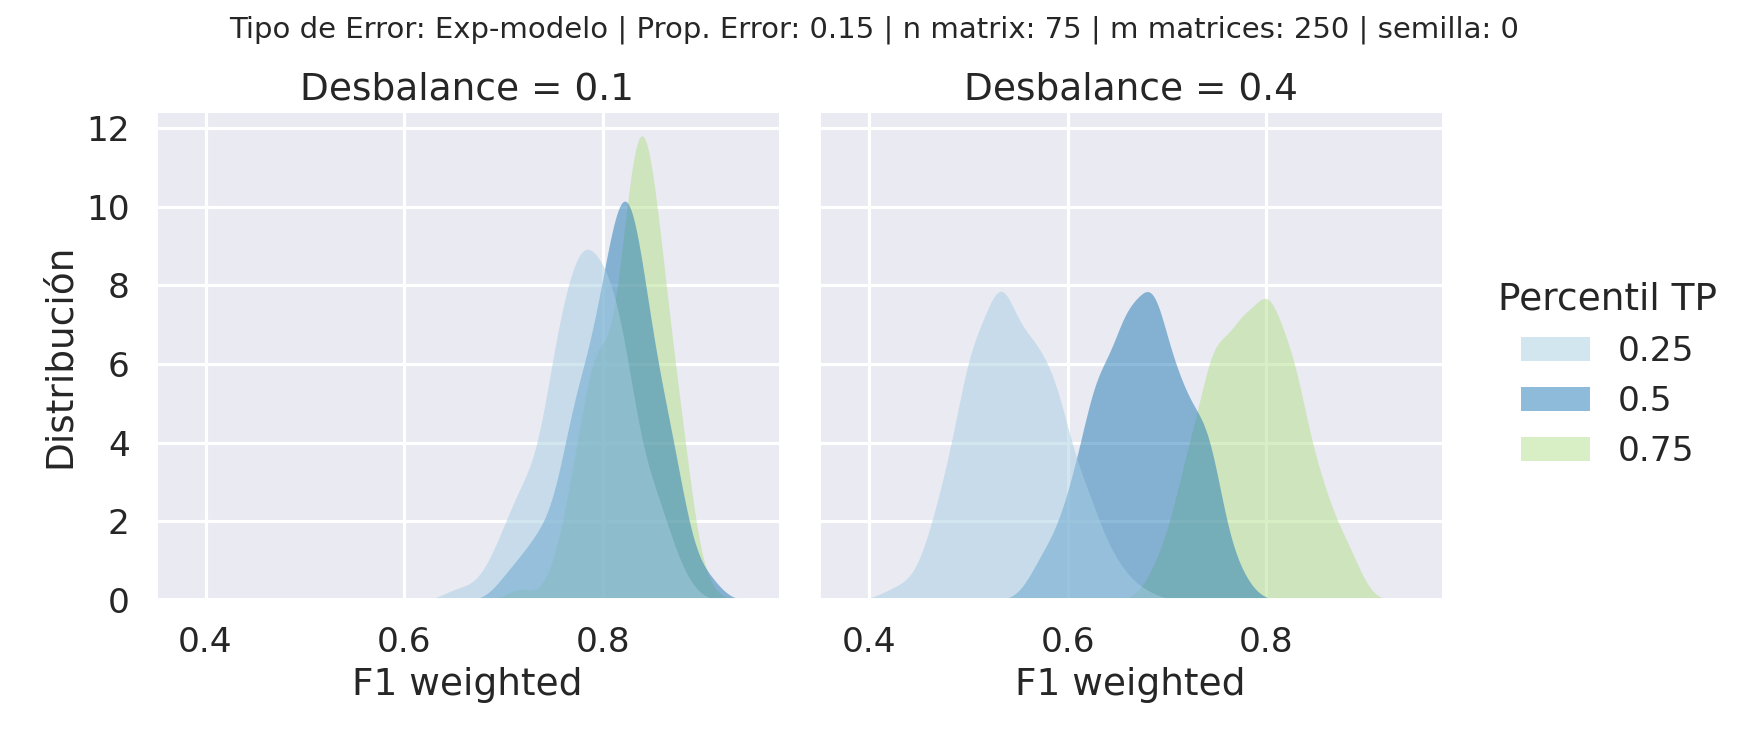 Tipo de Error: Exp-modelo | Prop. Error: 0.15 | n matrix: 75 | m matrices: 250 | semilla: 0
Desbalance = 0.1
Desbalance = 0.4
12
10
8
6
4
2
0
Distribución
0.4 0.6 0.8
0.4 0.6 0.8
F1 weighted
F1 weighted
Percentil TP
0.25
0.5
0.75